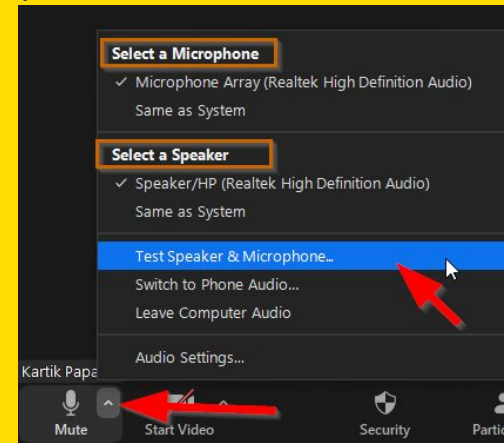 Select a Microphone
✓ Microphone Array (Realtek High Definition Audio)
Same as System
Select a Speaker
✓ Speaker/HP (Realtek High Definition Audio)
Same as System
Test Speaker & Microphone...
Switch to Phone Audio...
Leave Computer Audio
Audio Settings...
Kartik Papa
Mute
Start Video
Security